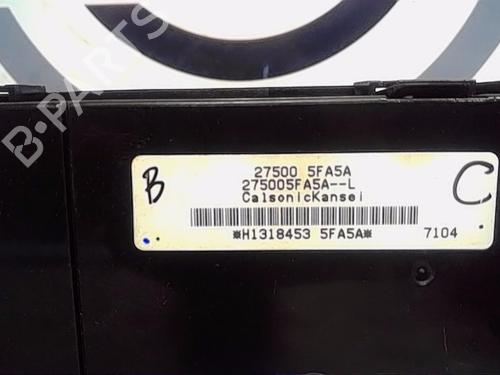 B-PARTS
27500 5FA5A
275005FA5A--L
CalsonicKansei
B
C
*H1318453 5FA5A*
7104